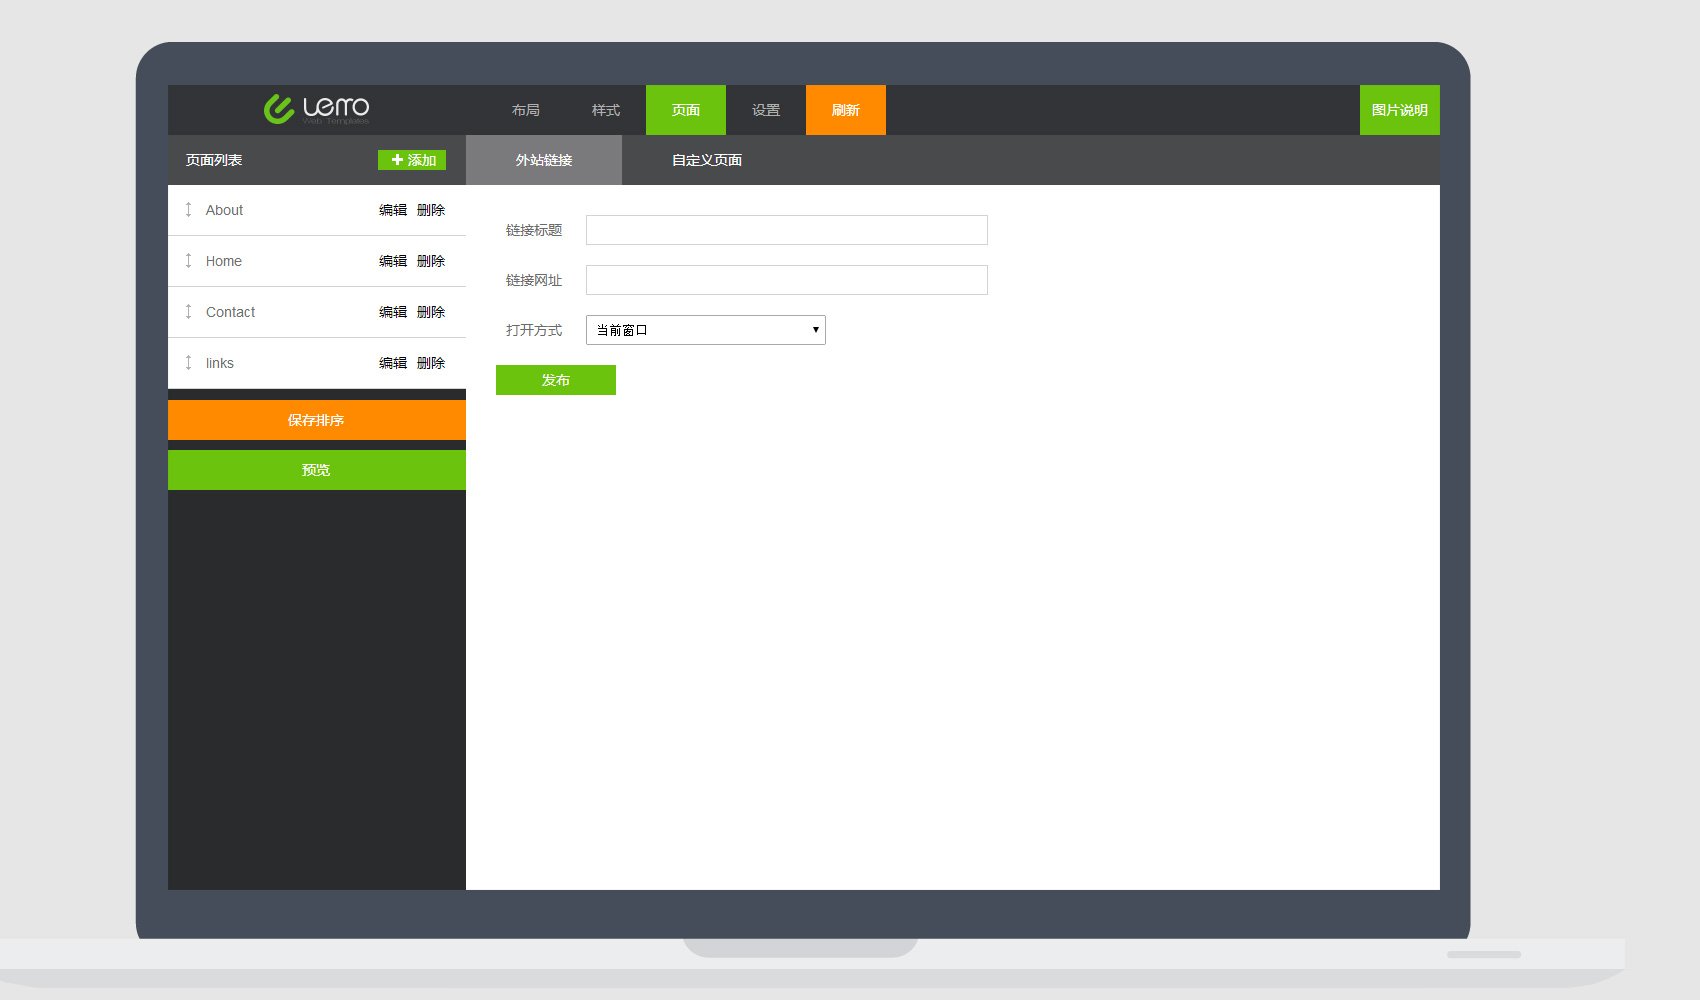 Lemo
Web Templates
布局 样式 页面 设置 刷新 图片说明
页面列表 添加 外站链接 自定义页面
About 编辑 删除
Home 编辑 删除
Contact 编辑 删除
links 编辑 删除
保存排序
预览
链接标题
链接网址
打开方式 当前窗口
发布